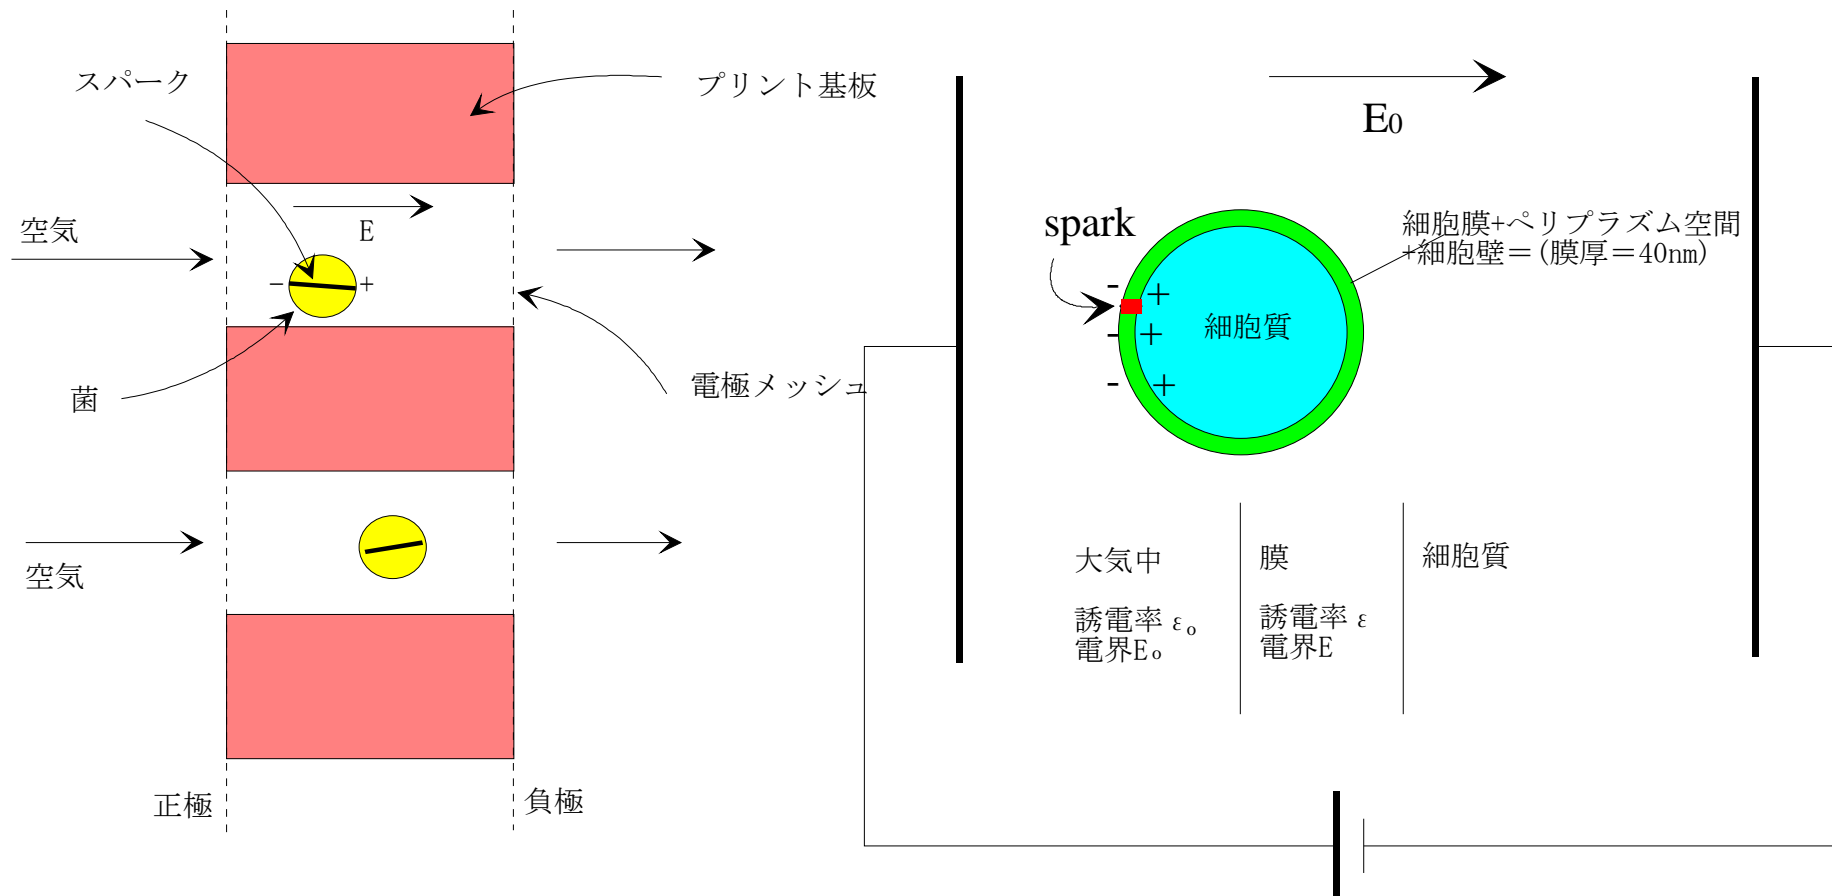 スパーク
プリント基板
空気
E
− +
菌
電極メッシュ
空気
正極
負極
E0
spark
細胞膜+ペリプラズム空間
+細胞壁＝(膜厚＝40nm)
- +
- +
- +
細胞質
大気中
誘電率 εo
電界Eo
膜
誘電率 ε
電界E
細胞質